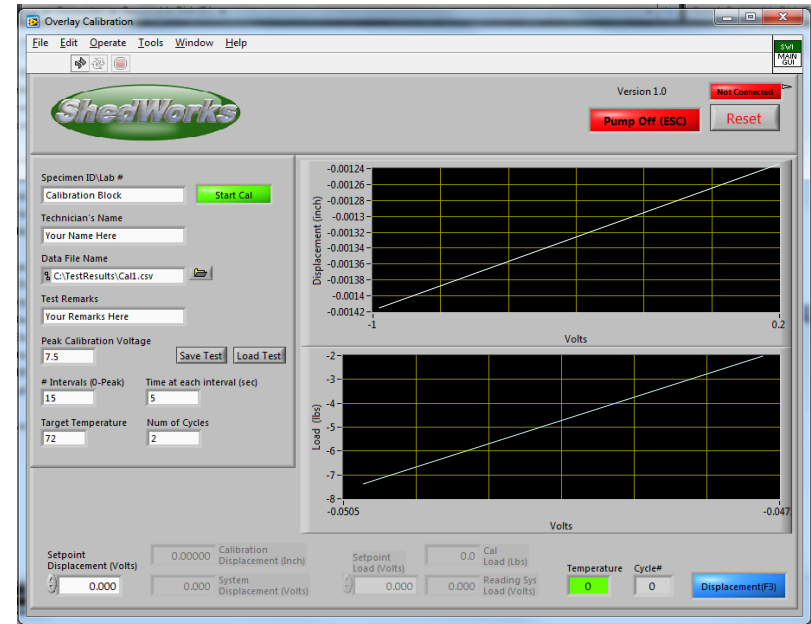 Overlay Calibration
File Edit Operate Tools Window Help
SWI
MAIN
GUI
ShedWorks
Version 1.0
Not Connected
Pump Off (ESC)
Reset
Specimen ID\Lab #
Calibration Block
Start Cal
Technician's Name
Your Name Here
Data File Name
C:\TestResults\Cal1.csv
Test Remarks
Your Remarks Here
Peak Calibration Voltage
7.5
Save Test
Load Test
# Intervals (0-Peak)
Time at each interval (sec)
15
5
Target Temperature
Num of Cycles
72
2
Displacement (inch)
-0.00124
-0.00126
-0.00128
-0.0013
-0.00132
-0.00134
-0.00136
-0.00138
-0.0014
-0.00142
-1
0.2
Volts
Load (lbs)
-2
-3
-4
-5
-6
-7
-8
-0.0505
-0.047
Volts
Setpoint
Displacement (Volts)
0.000
0.00000
Calibration
Displacement (Inch)
0.000
System
Displacement (Volts)
Setpoint
Load (Volts)
0.000
0.0
Cal
Load (Lbs)
0.000
Reading Sys
Load (Volts)
Temperature
0
Cycle#
0
Displacement(F3)